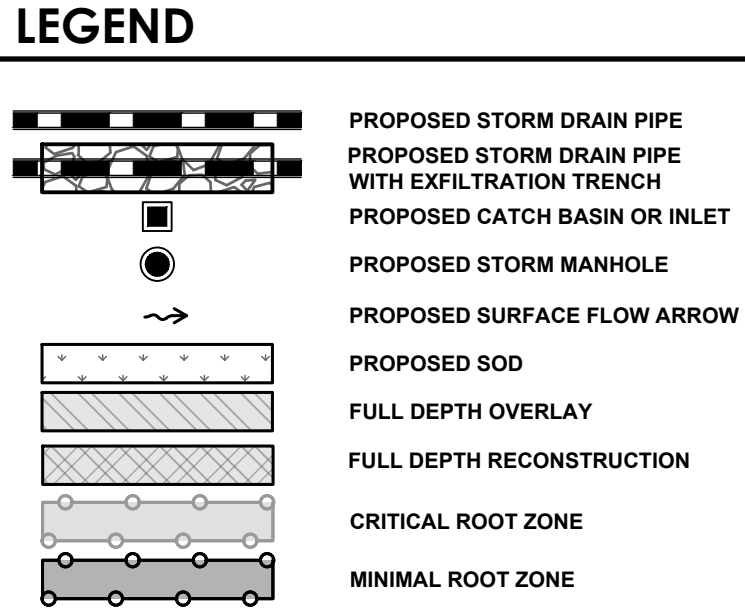 LEGEND
PROPOSED STORM DRAIN PIPE
PROPOSED STORM DRAIN PIPE
WITH EXFILTRATION TRENCH
PROPOSED CATCH BASIN OR INLET
PROPOSED STORM MANHOLE
PROPOSED SURFACE FLOW ARROW
PROPOSED SOD
FULL DEPTH OVERLAY
FULL DEPTH RECONSTRUCTION
CRITICAL ROOT ZONE
MINIMAL ROOT ZONE